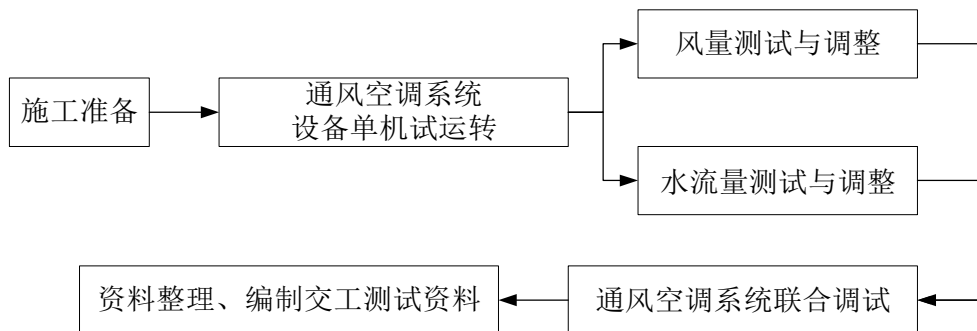 风量测试与调整
施工准备
通风空调系统
设备单机试运转
水流量测试与调整
资料整理、编制交工测试资料
通风空调系统联合调试